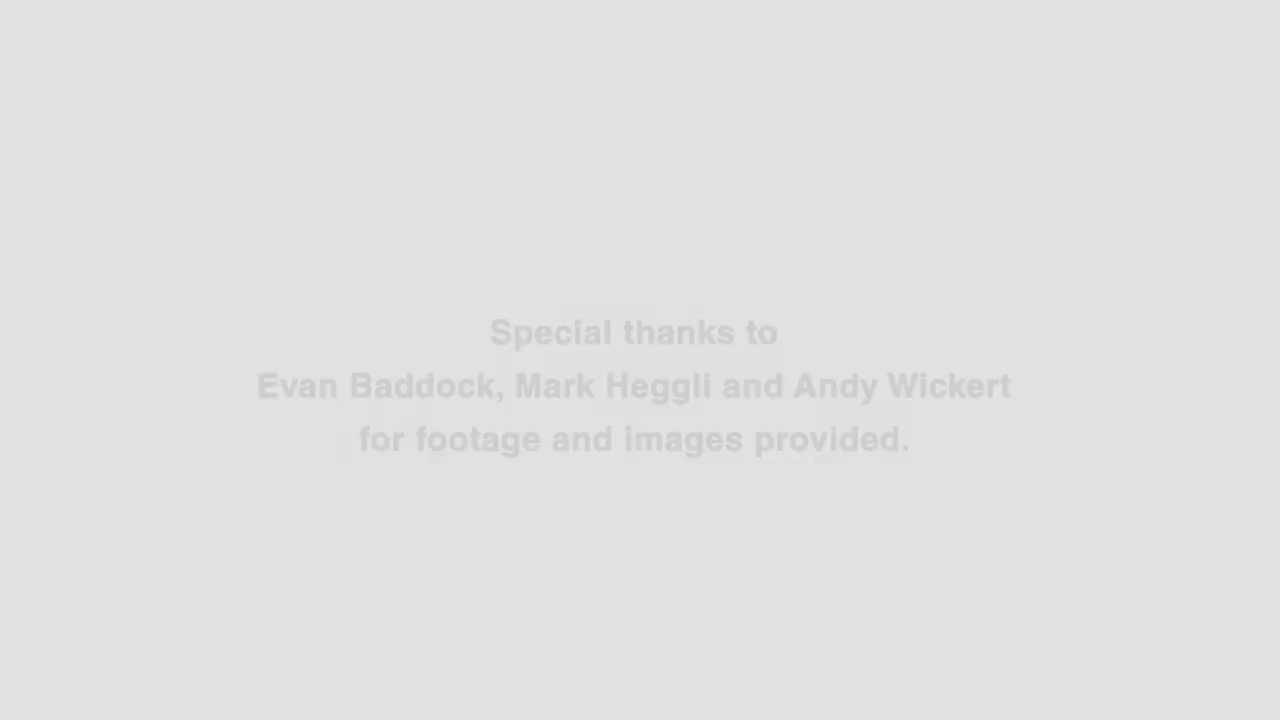 Special thanks to
Evan Baddock, Mark Heggli and Andy Wickert
for footage and images provided.